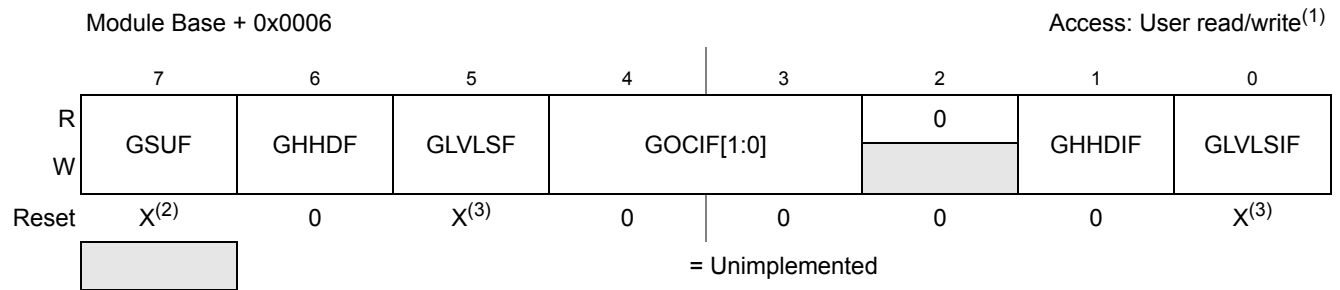 Module Base + 0x0006 Access: User read/write(1)
7 6 5 4 3 2 1 0
R 0
GSUF GHHDF GLVLSF GOCIF[1:0] GHHDIF GLVLSIF
W
Reset X(2) 0 X(3) 0 0 0 0 X(3)
= Unimplemented